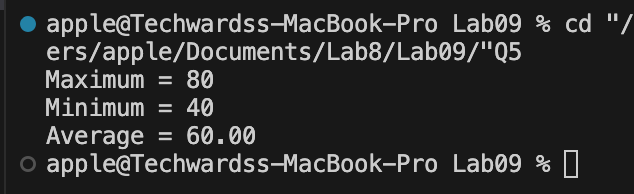 apple@Techwardss-MacBook-Pro Lab09 % cd "/
ers/apple/Documents/Lab8/Lab09/"Q5
Maximum = 80
Minimum = 40
Average = 60.00
apple@Techwardss-MacBook-Pro Lab09 %